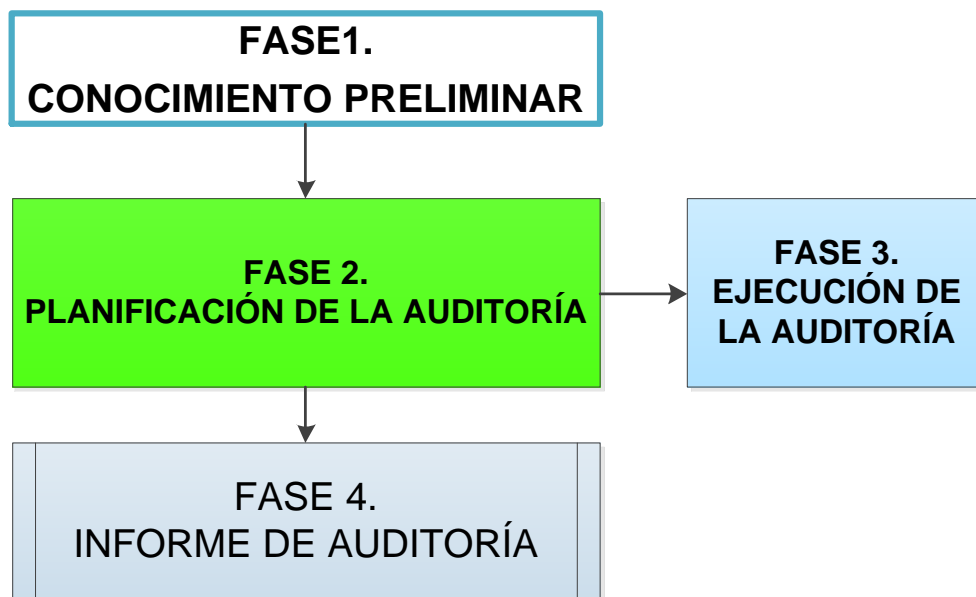 FASE1.
CONOCIMIENTO PRELIMINAR
FASE 2.
PLANIFICACIÓN DE LA AUDITORÍA
FASE 3.
EJECUCIÓN DE
LA AUDITORÍA
FASE 4.
INFORME DE AUDITORÍA